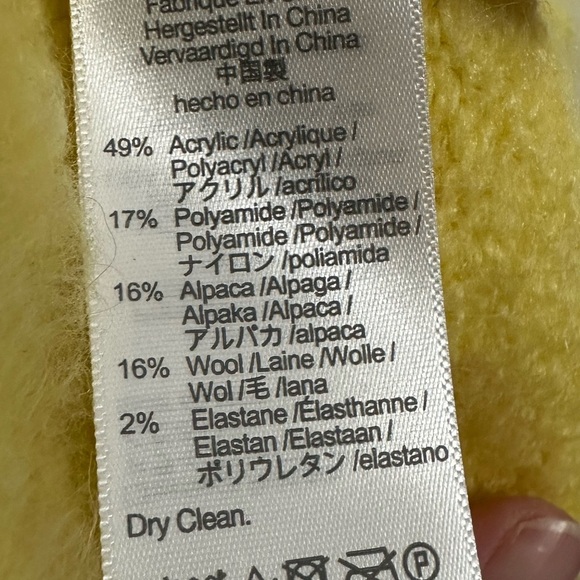 Fabriqué En
Hergestellt In China
Vervaardigd In China
中国製
hecho en china
49% Acrylic /Acrylique /
Polyacryl /Acryl /
アクリル /acrílico
17% Polyamide /Polyamide /
Polyamide /Polyamide /
ナイロン /poliamida
16% Alpaca /Alpaga /
Alpaka /Alpaca /
アルパカ /alpaca
16% Wool /Laine /Wolle /
Wol /毛 /lana
2% Elastane /Élasthanne /
Elastan /Elastaan /
ポリウレタン /elastano
Dry Clean.
P